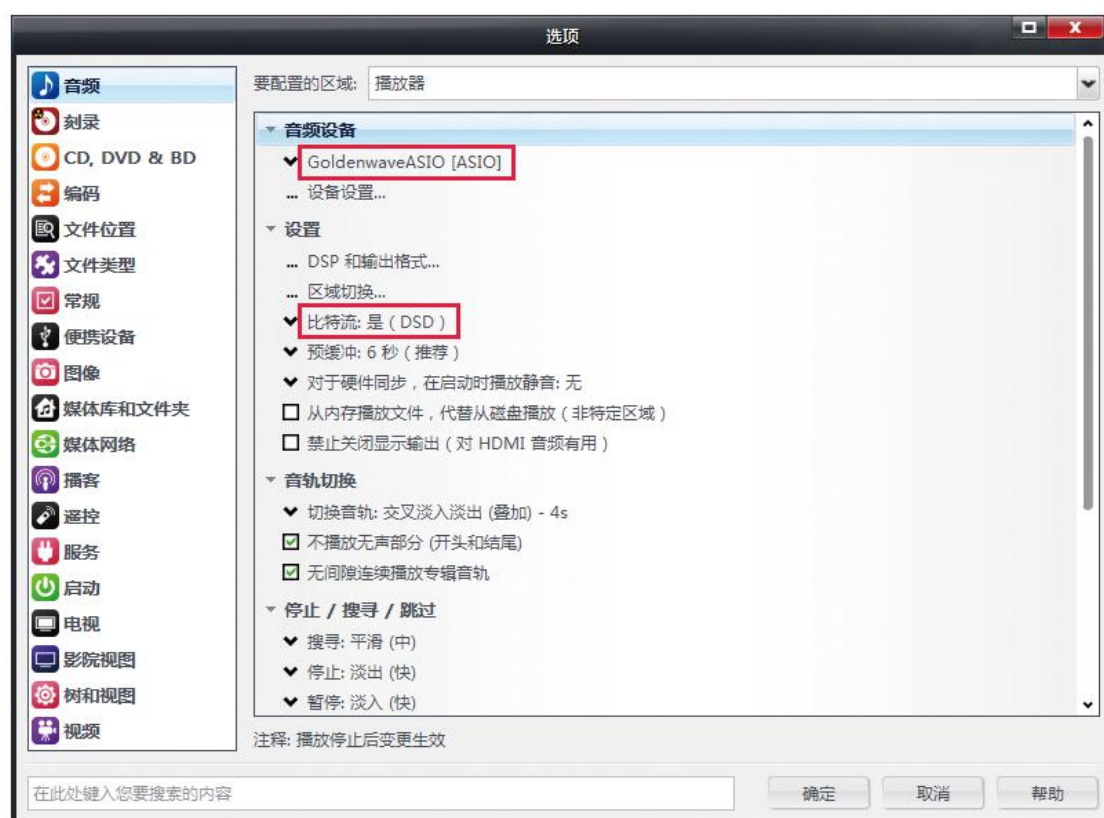 选项
音频
刻录
CD, DVD & BD
编码
文件位置
文件类型
常规
便携设备
图像
媒体库和文件夹
媒体网络
播客
遥控
服务
启动
电视
影院视图
树和视图
视频
要配置的区域: 播放器
音频设备
GoldenwaveASIO [ASIO]
... 设备设置...
设置
... DSP 和输出格式...
... 区域切换...
比特流: 是 ( DSD )
预缓冲: 6 秒 ( 推荐 )
对于硬件同步，在启动时播放静音: 无
从内存播放文件，代替从磁盘播放 ( 非特定区域 )
禁止关闭显示输出 ( 对 HDMI 音频有用 )
音轨切换
切换音轨: 交叉淡入淡出 (叠加) - 4s
不播放无声部分 (开头和结尾)
无间隙连续播放专辑音轨
停止 / 搜寻 / 跳过
搜寻: 平滑 (中)
停止: 淡出 (快)
暂停: 淡入 (快)
注释: 播放停止后变更生效
在此处键入您要搜索的内容
确定
取消
帮助